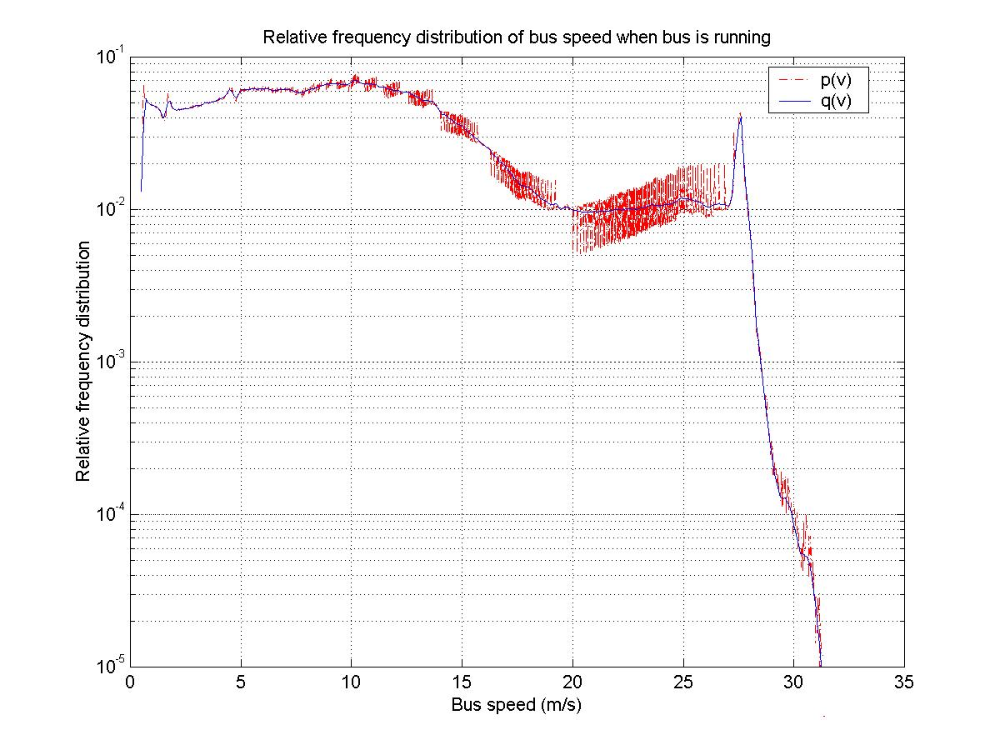 Relative frequency distribution of bus speed when bus is running
10^-1
p(v)
q(v)
10^-2
Relative frequency distribution
10^-3
10^-4
10^-5
0 5 10 15 20 25 30 35
Bus speed (m/s)